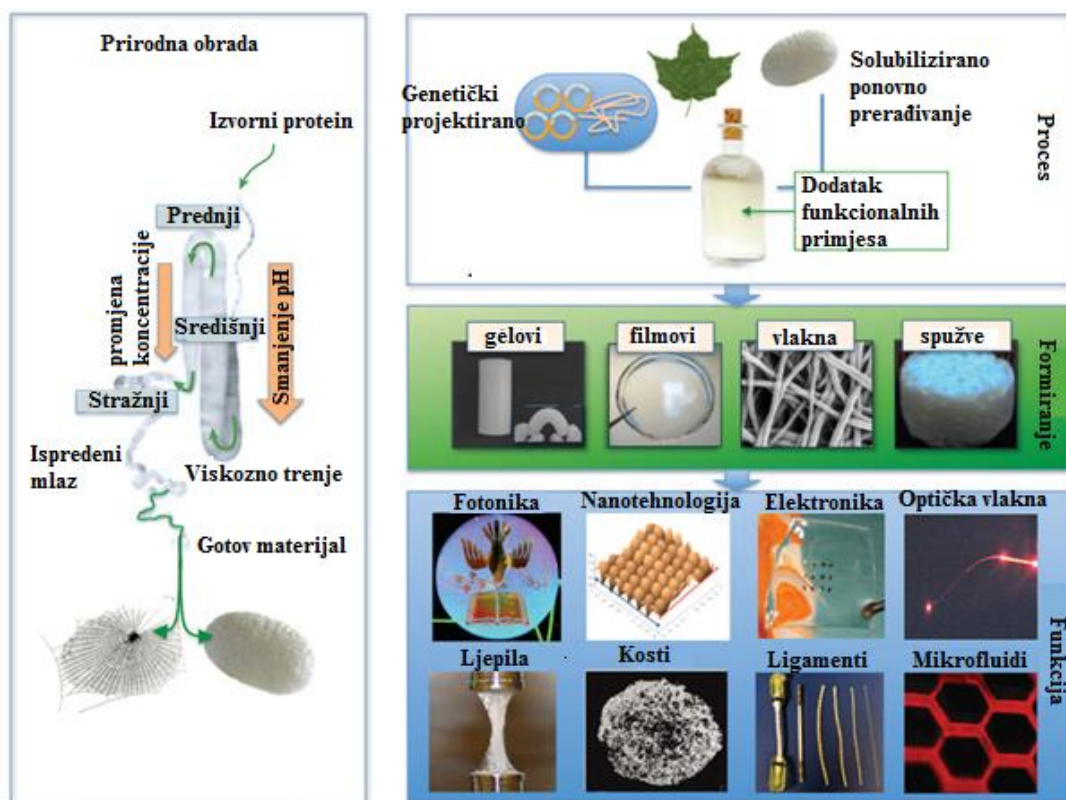 Prirodna obrada
Izvorni protein
Prednji
promjena
koncentracije
Središnji
Smanjenje pH
Stražnji
Ispredeni
mlaz
Viskozno trenje
Gotov materijal
Genetički
projektirano
Solubilizirano
ponovno
prerađivanje
Dodatak
funkcionalnih
primjesa
Proces
gėlovi
filmovi
vlakna
spužve
Formiranje
Fotonika
Nanotehnologija
Elektronika
Optička vlakna
Ljepila
Kosti
Ligamenti
Mikrofluidi
Funkcija